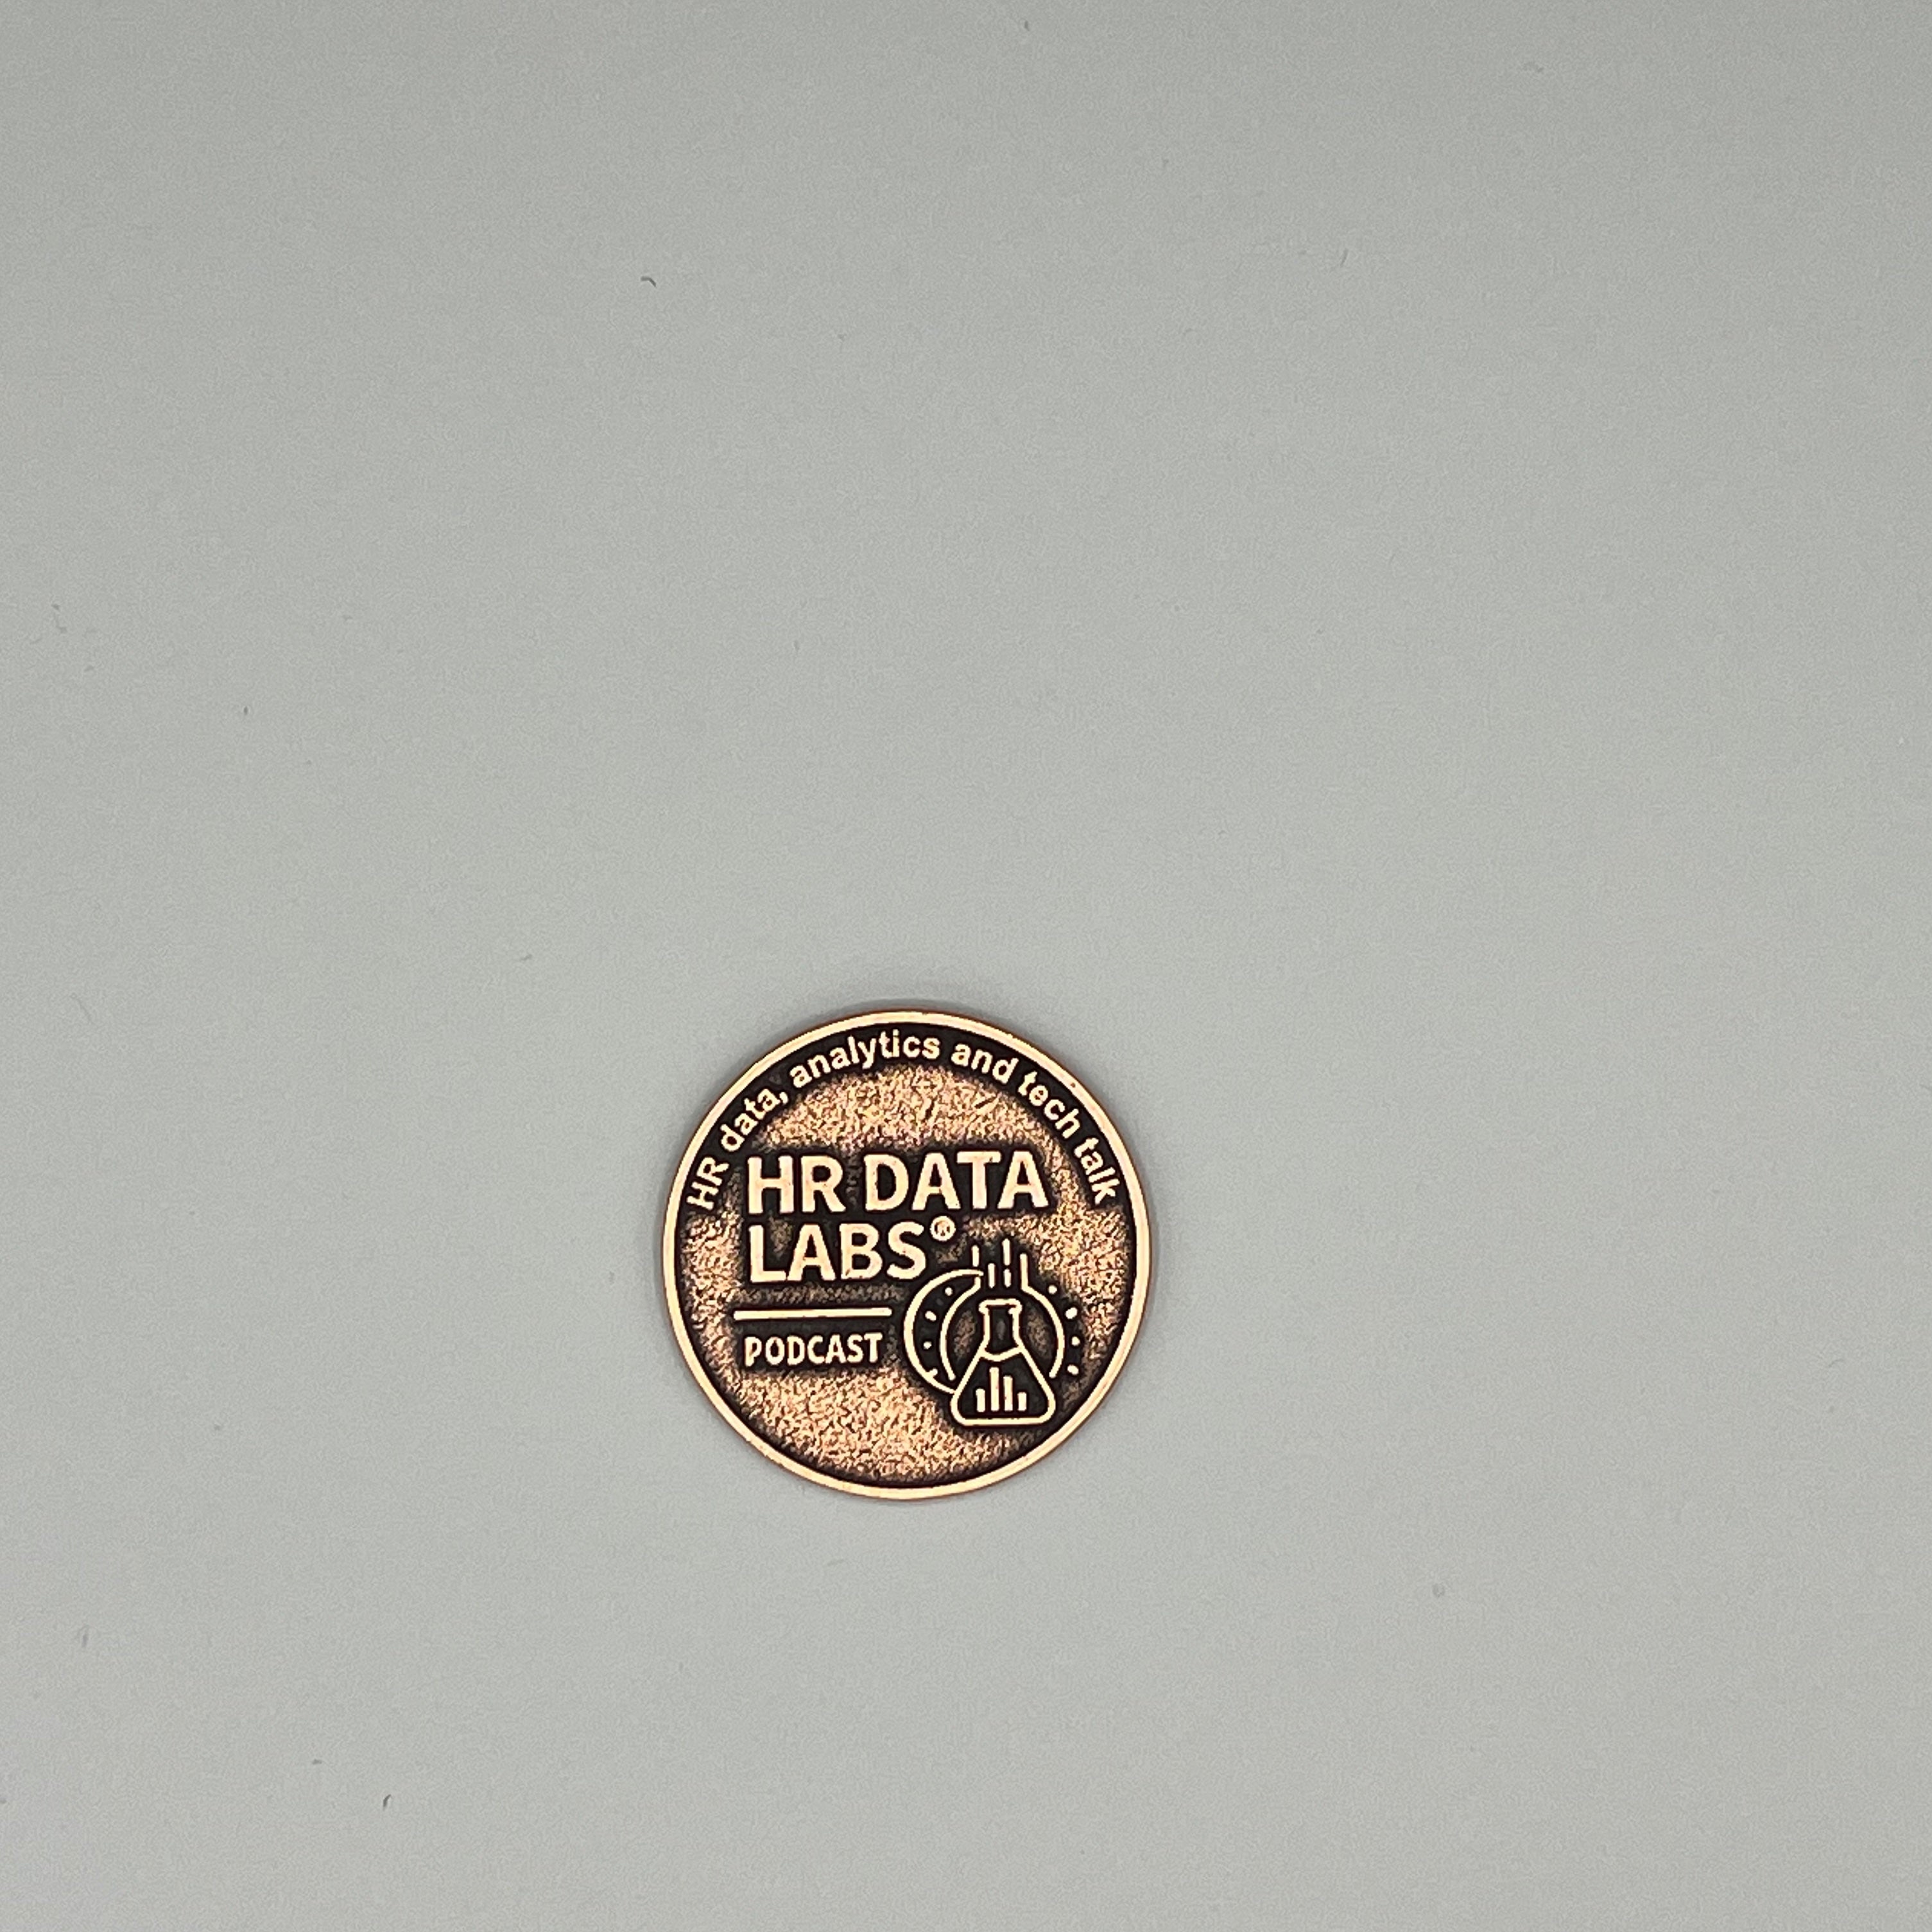 HR data, analytics and tech talk
HR DATA
LABS®
PODCAST